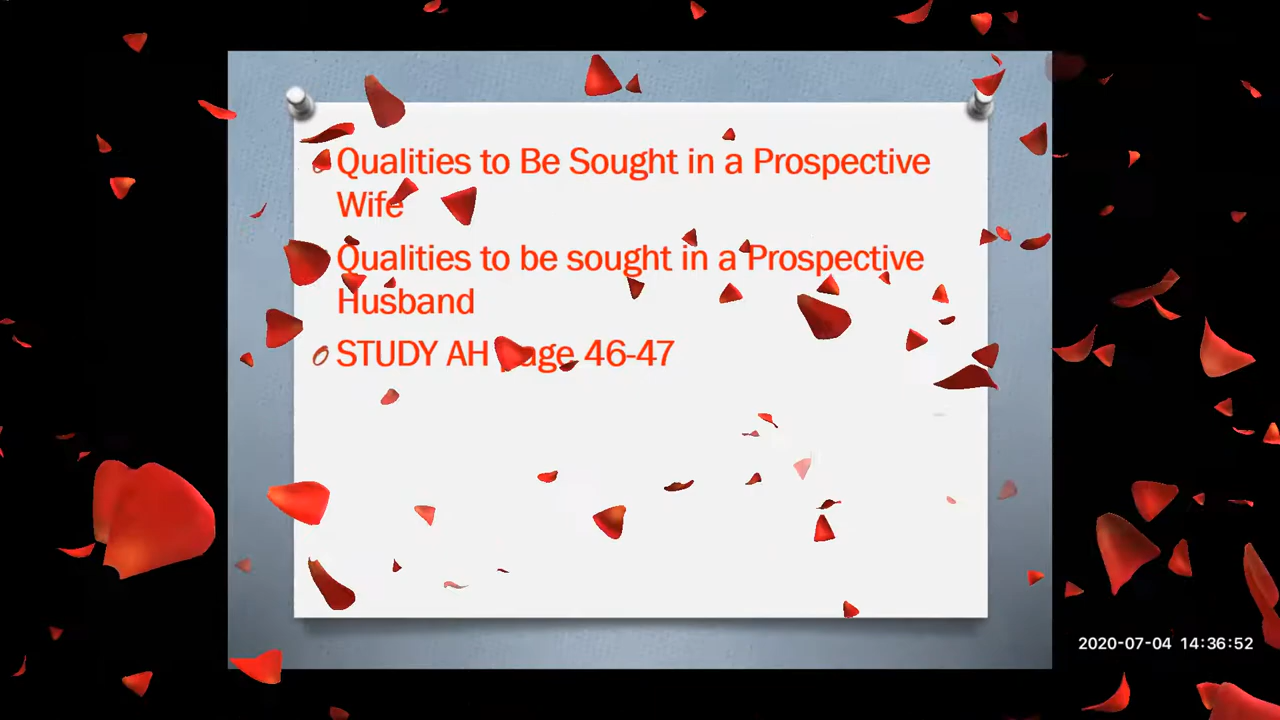 Qualities to Be Sought in a Prospective
Wife
Qualities to be sought in a Prospective
Husband
STUDY AH Page 46-47
2020-07-04 14:36:52